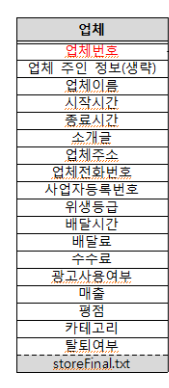 업체
업체번호
업체 주인 정보(생략)
업체이름
시작시간
종료시간
소개글
업체주소
업체전화번호
사업자등록번호
위생등급
배달시간
배달료
수수료
광고사용여부
매출
평점
카테고리
탈퇴여부
storeFinal.txt